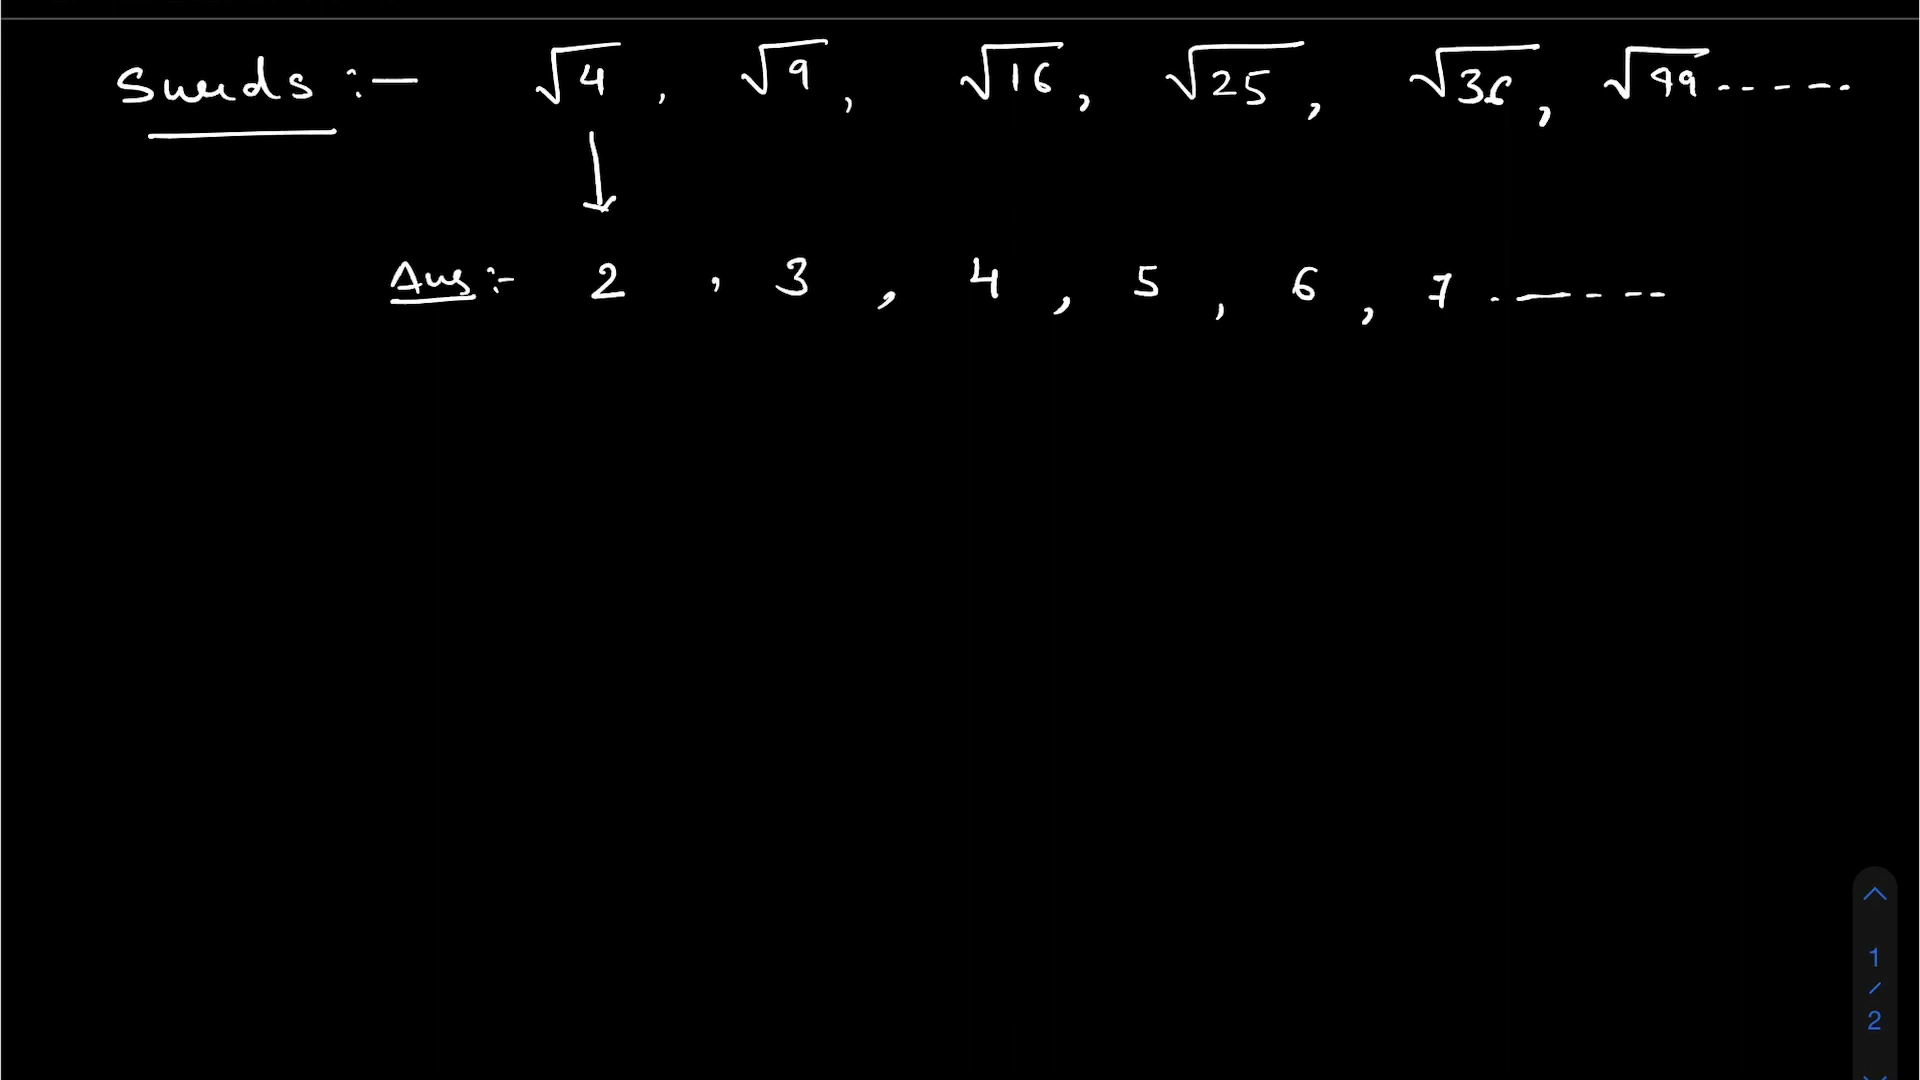 Surds :- √4 , √9 , √16 , √25 , √36 , √49 -----
Ans :- 2 , 3 , 4 , 5 , 6 , 7 ------
1
/
2